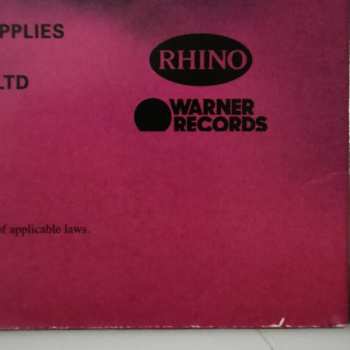 PPLIES
LTD
RHINO
WARNER
RECORDS
of applicable laws.